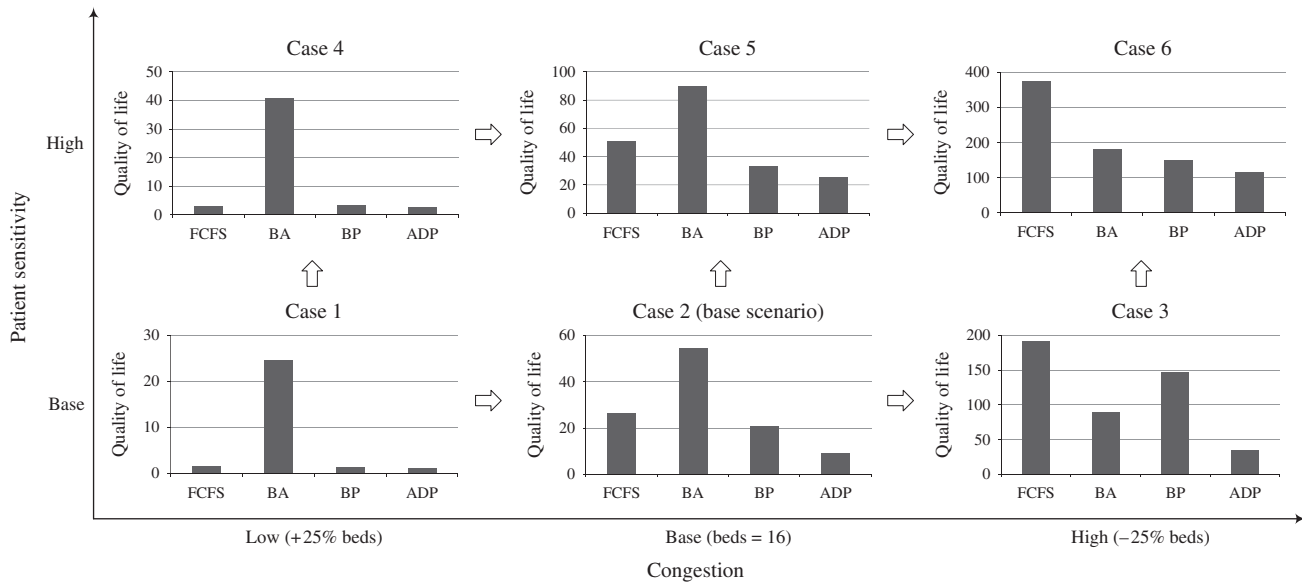 Patient sensitivity
High
Case 4
Quality of life
50
40
30
20
10
0
FCFS BA BP ADP
Case 5
Quality of life
100
80
60
40
20
0
FCFS BA BP ADP
Case 6
Quality of life
400
300
200
100
0
FCFS BA BP ADP
Base
Case 1
Quality of life
30
20
10
0
FCFS BA BP ADP
Case 2 (base scenario)
Quality of life
60
40
20
0
FCFS BA BP ADP
Case 3
Quality of life
200
150
100
50
0
FCFS BA BP ADP
Low (+25% beds) Base (beds = 16) High (–25% beds)
Congestion